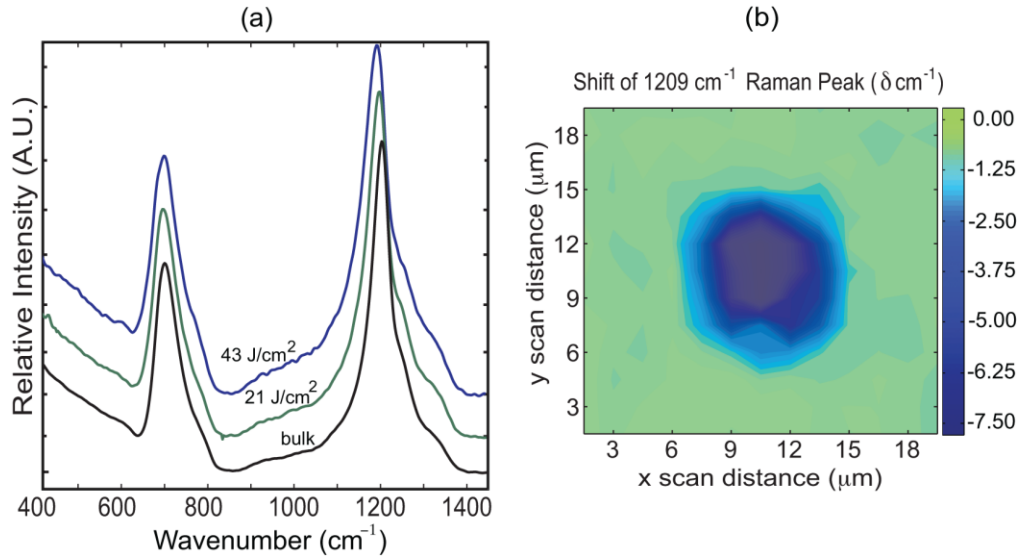 (a)
Relative Intensity (A.U.)
43 J/cm²
21 J/cm²
bulk
400 600 800 1000 1200 1400
Wavenumber (cm⁻¹)
(b)
Shift of 1209 cm⁻¹ Raman Peak (δ cm⁻¹)
y scan distance (μm)
18
15
12
9
6
3
3 6 9 12 15 18
x scan distance (μm)
0.00
-1.25
-2.50
-3.75
-5.00
-6.25
-7.50